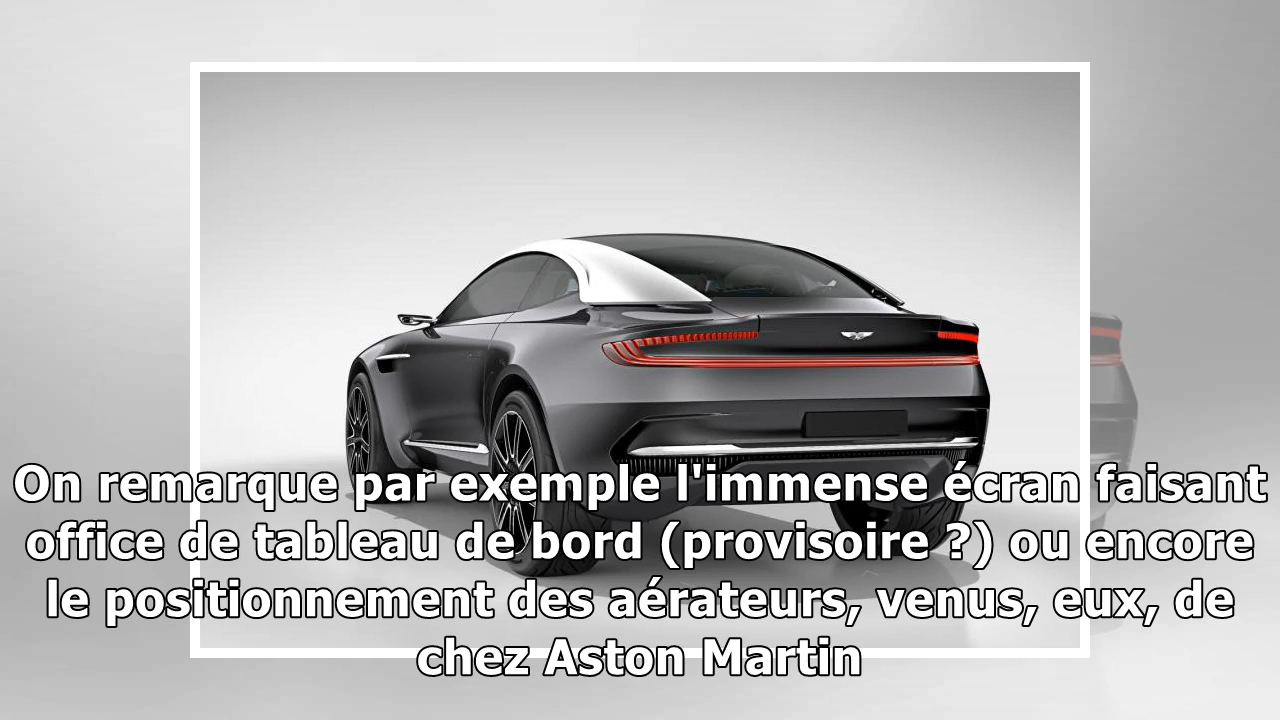 On remarque par exemple l'immense écran faisant
office de tableau de bord (provisoire ?) ou encore
le positionnement des aérateurs, venus, eux, de
chez Aston Martin